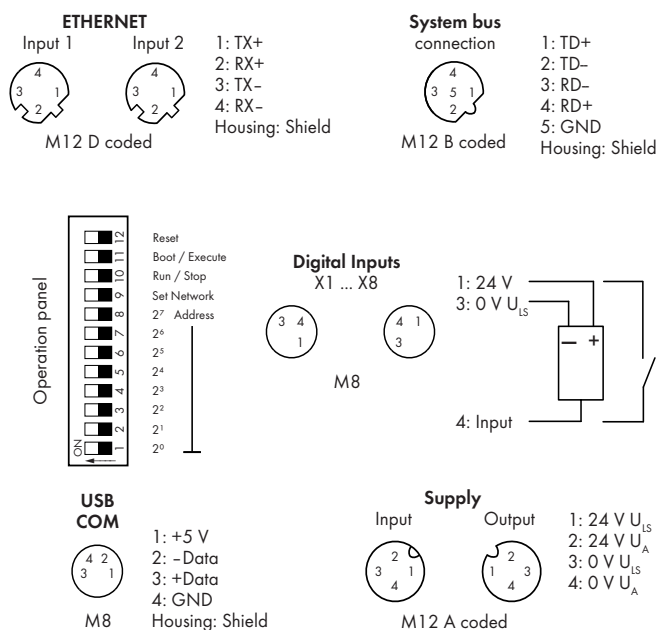 ETHERNET
Input 1
Input 2
4
3 1
2
4
3 1
2
1: TX+
2: RX+
3: TX–
4: RX–
Housing: Shield
M12 D coded
System bus
connection
4
3 5 1
2
1: TD+
2: TD–
3: RD–
4: RD+
5: GND
Housing: Shield
M12 B coded
Operation panel
12 Reset
11 Boot / Execute
10 Run / Stop
9 Set Network
8 2⁷ Address
7 2⁶
6 2⁵
5 2⁴
4 2³
3 2²
2 2¹
1 2⁰
ON
Digital Inputs
X1 ... X8
3 4
1
4 1
3
M8
1: 24 V
3: 0 V U_LS
– +
4: Input
USB
COM
4 2
3 1
M8
1: +5 V
2: –Data
3: +Data
4: GND
Housing: Shield
Supply
Input
Output
2
3 1
4
2
1 3
4
1: 24 V U_LS
2: 24 V U_A
3: 0 V U_LS
4: 0 V U_A
M12 A coded